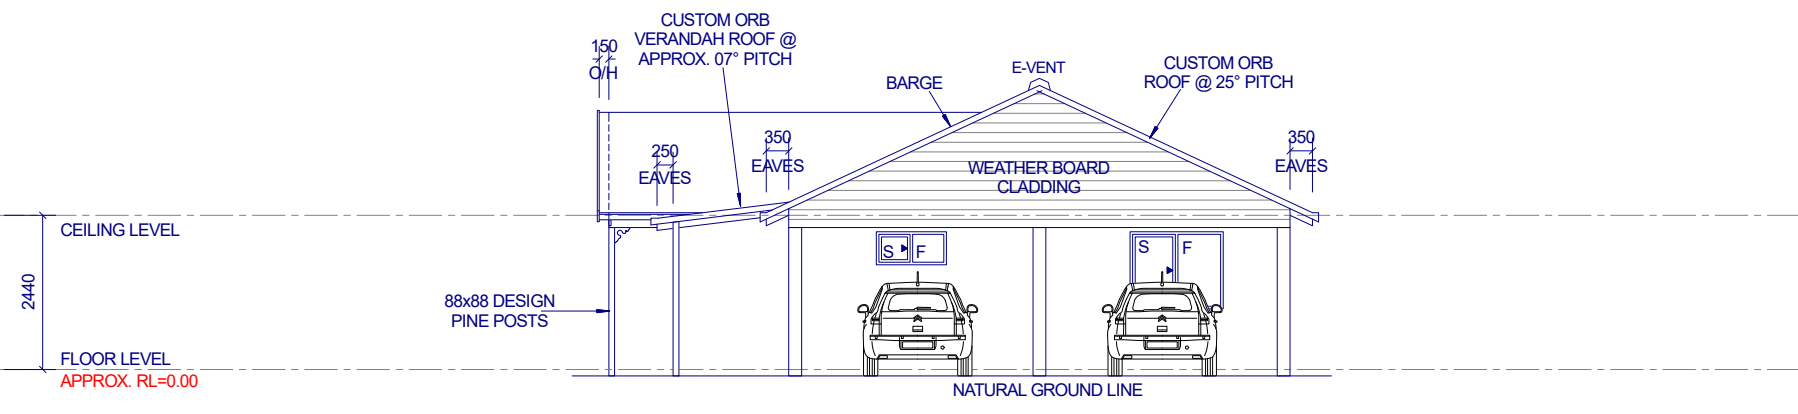 CUSTOM ORB
VERANDAH ROOF @
APPROX. 07° PITCH
150
O/H
E-VENT
CUSTOM ORB
ROOF @ 25° PITCH
BARGE
250
EAVES
350
EAVES
350
EAVES
WEATHER BOARD
CLADDING
CEILING LEVEL
S
F
S
F
2440
88x88 DESIGN
PINE POSTS
FLOOR LEVEL
APPROX. RL=0.00
NATURAL GROUND LINE